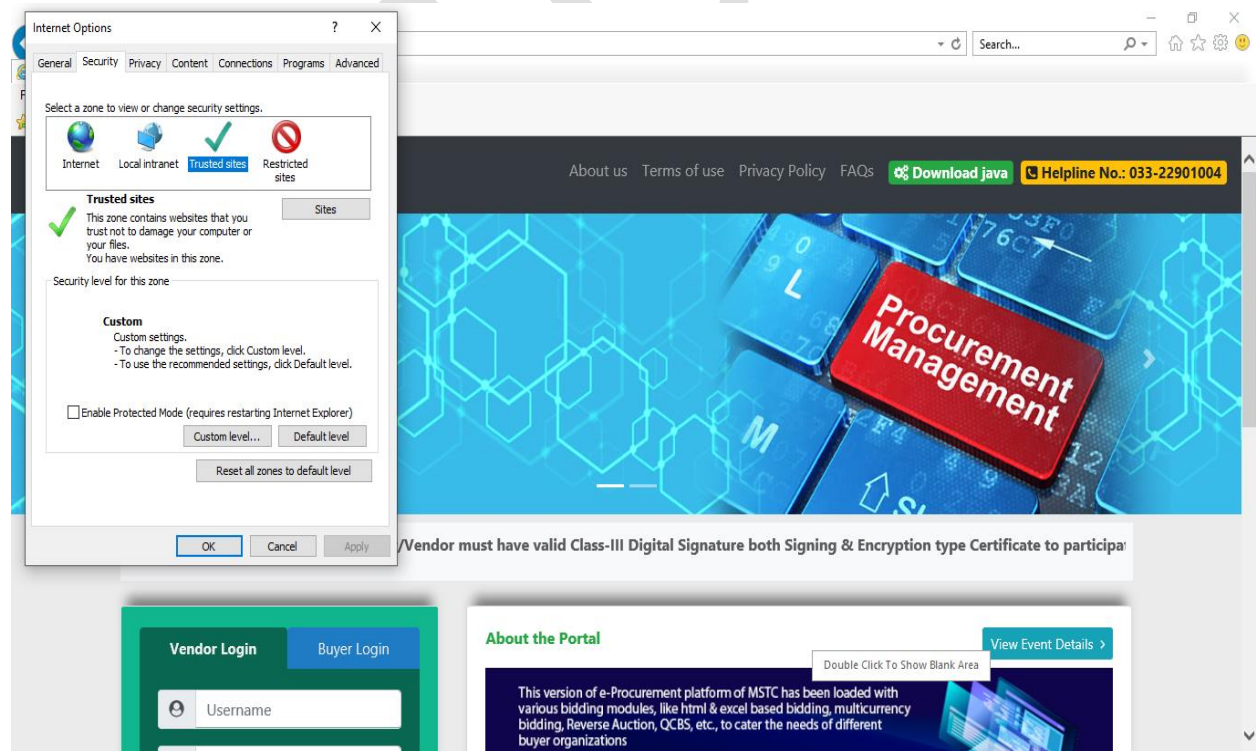 Internet Options
?
X
Search...
General Security Privacy Content Connections Programs Advanced
Select a zone to view or change security settings.
Internet
Local intranet
Trusted sites
Restricted
sites
Trusted sites
Sites
This zone contains websites that you
trust not to damage your computer or
your files.
You have websites in this zone.
Security level for this zone
Custom
Custom settings.
- To change the settings, click Custom level.
- To use the recommended settings, click Default level.
Enable Protected Mode (requires restarting Internet Explorer)
Custom level...
Default level
Reset all zones to default level
OK
Cancel
Apply
About us Terms of use Privacy Policy FAQs Download java Helpline No.: 033-22901004
L
M
Procurement
Management
/Vendor must have valid Class-III Digital Signature both Signing & Encryption type Certificate to participat
Vendor Login
Buyer Login
Username
About the Portal
View Event Details >
Double Click To Show Blank Area
This version of e-Procurement platform of MSTC has been loaded with
various bidding modules, like html & excel based bidding, multicurrency
bidding, Reverse Auction, QCBS, etc., to cater the needs of different
buyer organizations